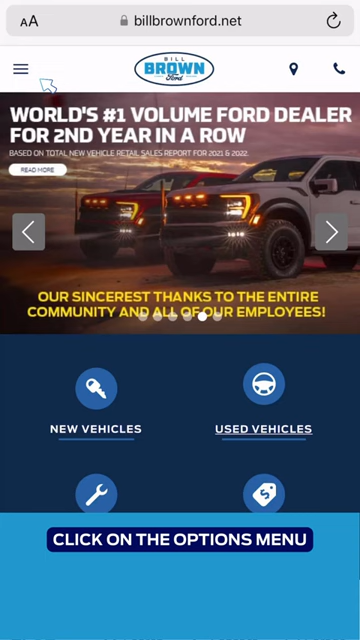 AA
billbrownford.net
BILL
BROWN
Ford
WORLD'S #1 VOLUME FORD DEALER
FOR 2ND YEAR IN A ROW
BASED ON TOTAL NEW VEHICLE RETAIL SALES REPORT FOR 2021 & 2022.
READ MORE
OUR SINCEREST THANKS TO THE ENTIRE
COMMUNITY AND ALL OF OUR EMPLOYEES!
NEW VEHICLES
USED VEHICLES
CLICK ON THE OPTIONS MENU